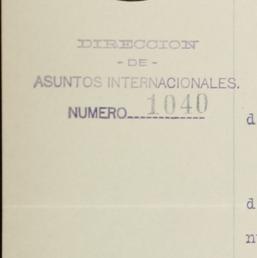 DIRECCION
- DE -
ASUNTOS INTERNACIONALES.
NUMERO 1040
d
d